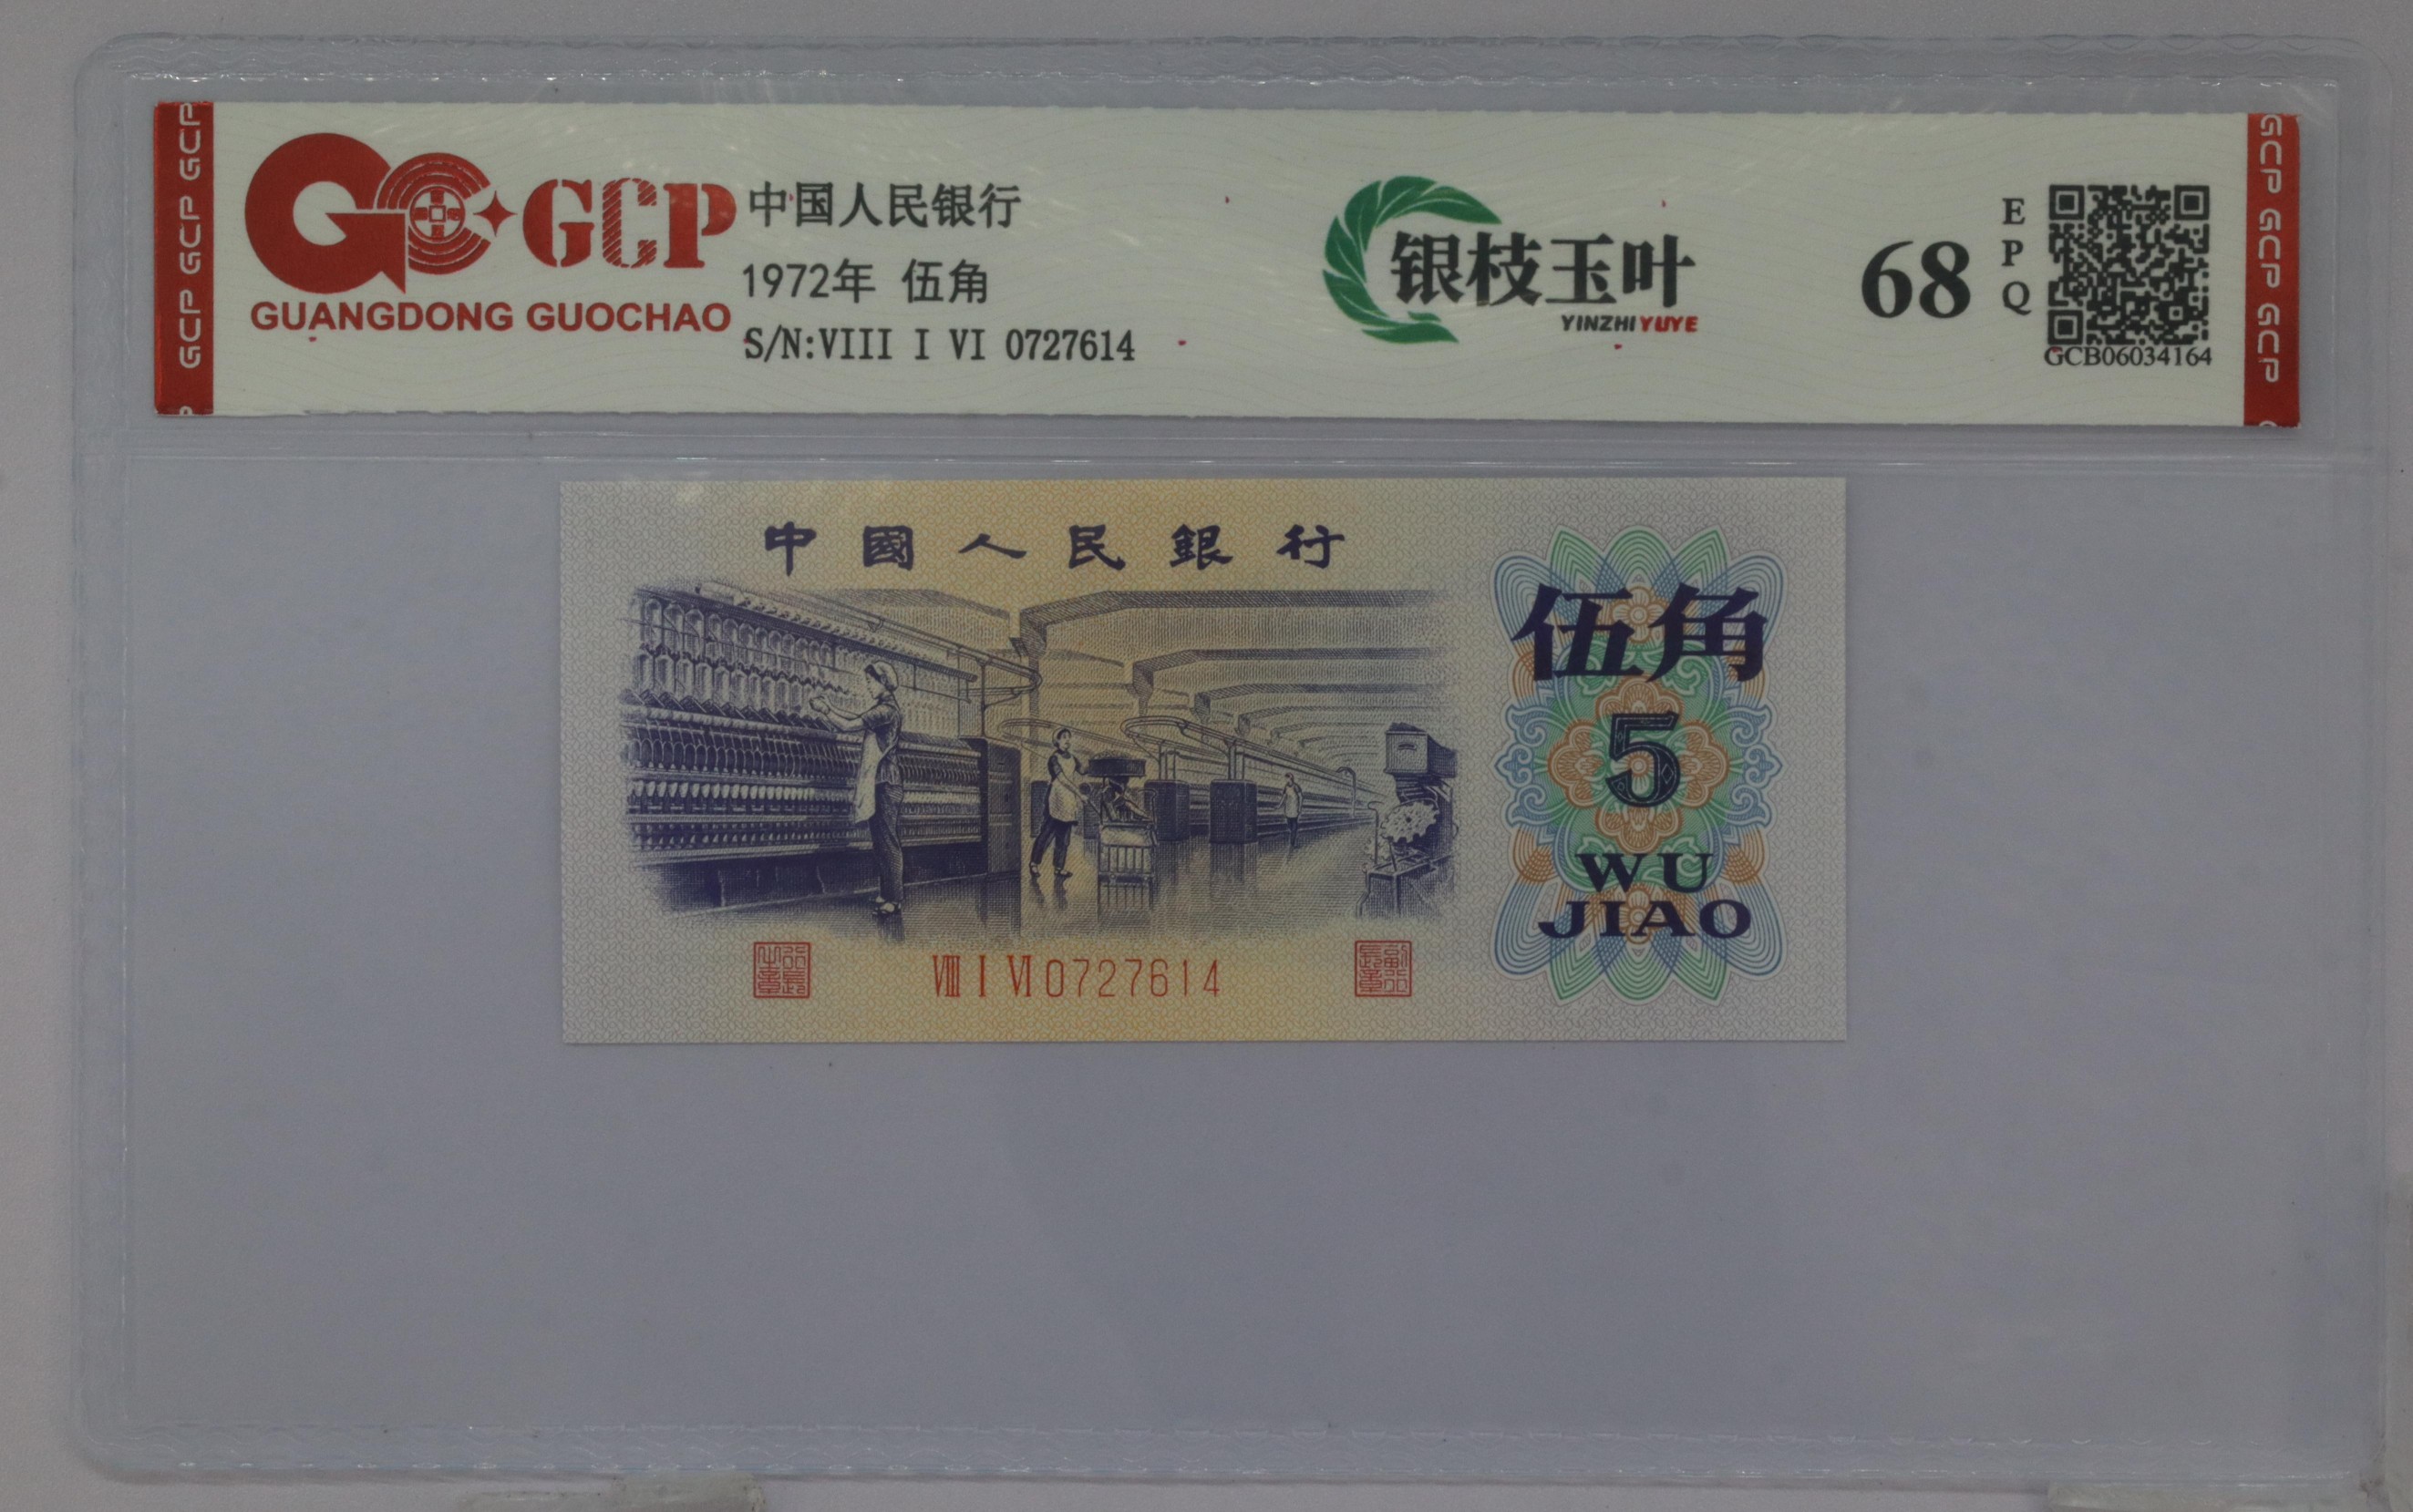 GCP GCP GCP
GCP
GUANGDONG GUOCHAO
中国人民银行
1972年 伍角
S/N:VIII I VI 0727614
银枝玉叶
YINZHIYUYE
68
EPQ
GCB06034164
GCP GCP GCP
中國人民銀行
伍角
5
WU
JIAO
VIII I VI 0727614